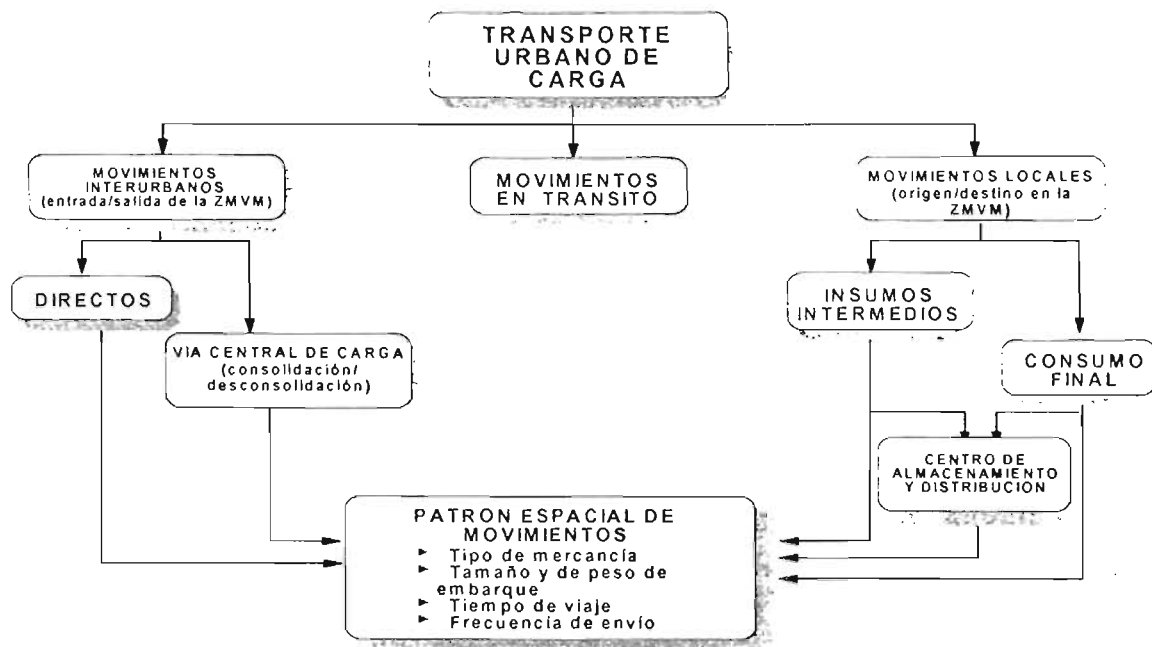 TRANSPORTE
URBANO DE
CARGA
MOVIMIENTOS
INTERURBANOS
(entrada/salida de la ZMVM)
MOVIMIENTOS
EN TRANSITO
MOVIMIENTOS LOCALES
(origen/destino en la
ZMVM)
DIRECTOS
VIA CENTRAL DE CARGA
(consolidación/
desconsolidación)
INSUMOS
INTERMEDIOS
CONSUMO
FINAL
CENTRO DE
ALMACENAMIENTO
Y DISTRIBUCION
PATRON ESPACIAL DE
MOVIMIENTOS
► Tipo de mercancía
► Tamaño y de peso de
embarque
► Tiempo de viaje
► Frecuencia de envío